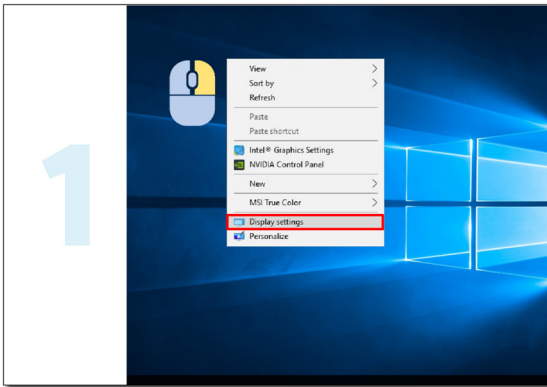 1
View
Sort by
Refresh
Paste
Paste shortcut
Intel® Graphics Settings
NVIDIA Control Panel
New
MSI True Color
Display settings
Personalize